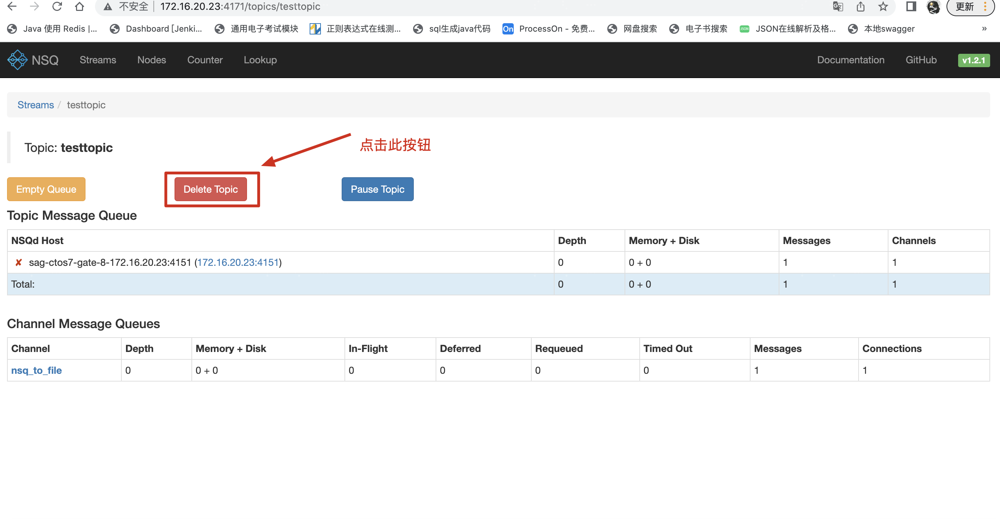 不安全 172.16.20.23:4171/topics/testtopic 更新
Java 使用 Redis |... Dashboard [Jenki... 通用电子考试模块 正则表达式在线测... sql生成java代码 On ProcessOn - 免费... 网盘搜索 电子书搜索 JSON JSON在线解析及格... 本地swagger »
NSQ Streams Nodes Counter Lookup Documentation GitHub v1.2.1
Streams / testtopic
点击此按钮
Topic: testtopic
Empty Queue Delete Topic Pause Topic
Topic Message Queue
NSQd Host Depth Memory + Disk Messages Channels
✘ sag-ctos7-gate-8-172.16.20.23:4151 (172.16.20.23:4151) 0 0 + 0 1 1
Total: 0 0 + 0 1 1
Channel Message Queues
Channel Depth Memory + Disk In-Flight Deferred Requeued Timed Out Messages Connections
nsq_to_file 0 0 + 0 0 0 0 0 1 1